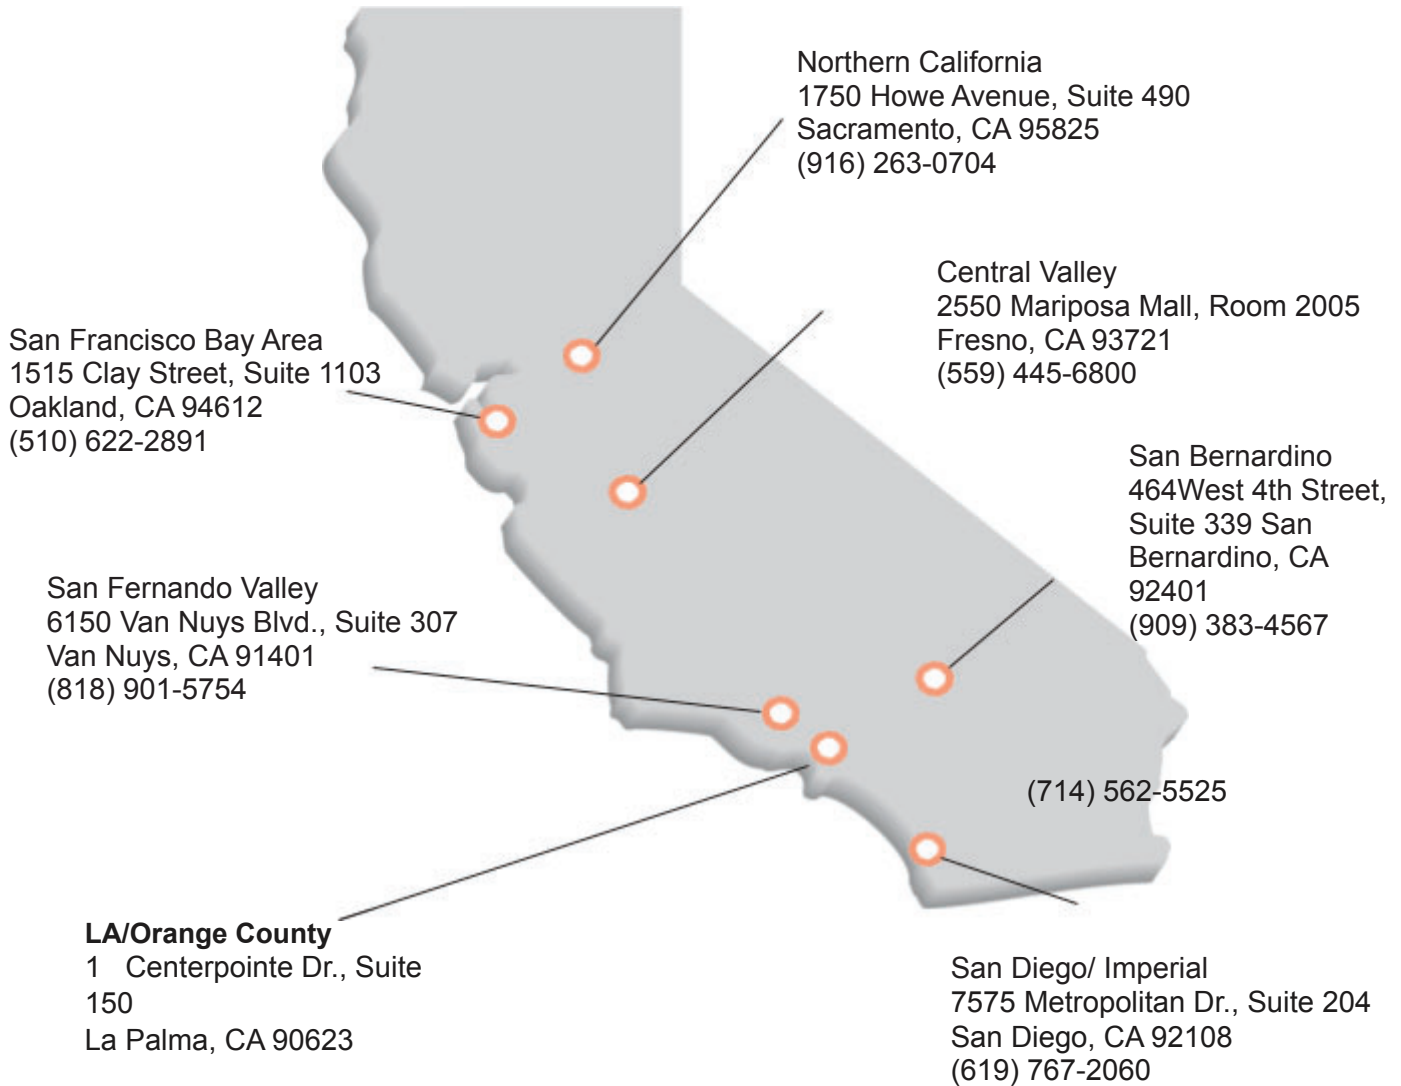 Northern California
1750 Howe Avenue, Suite 490
Sacramento, CA 95825
(916) 263-0704
Central Valley
2550 Mariposa Mall, Room 2005
Fresno, CA 93721
(559) 445-6800
San Francisco Bay Area
1515 Clay Street, Suite 1103
Oakland, CA 94612
(510) 622-2891
San Bernardino
464West 4th Street,
Suite 339 San
Bernardino, CA
92401
(909) 383-4567
San Fernando Valley
6150 Van Nuys Blvd., Suite 307
Van Nuys, CA 91401
(818) 901-5754
(714) 562-5525
LA/Orange County
1 Centerpointe Dr., Suite
150
La Palma, CA 90623
San Diego/ Imperial
7575 Metropolitan Dr., Suite 204
San Diego, CA 92108
(619) 767-2060